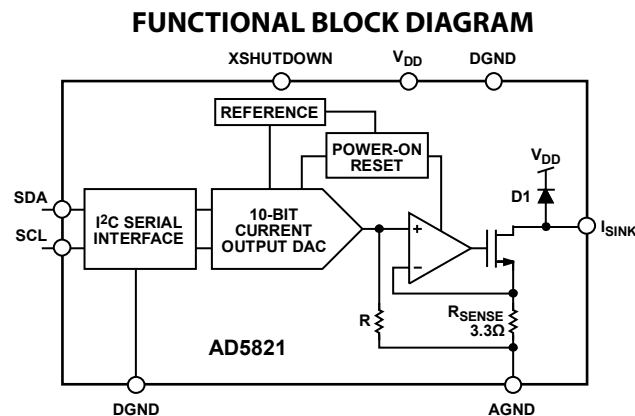 FUNCTIONAL BLOCK DIAGRAM
XSHUTDOWN
VDD
DGND
REFERENCE
POWER-ON
RESET
VDD
D1
SDA
SCL
I2C SERIAL
INTERFACE
10-BIT
CURRENT
OUTPUT DAC
+
–
ISINK
R
RSENSE
3.3Ω
AD5821
DGND
AGND